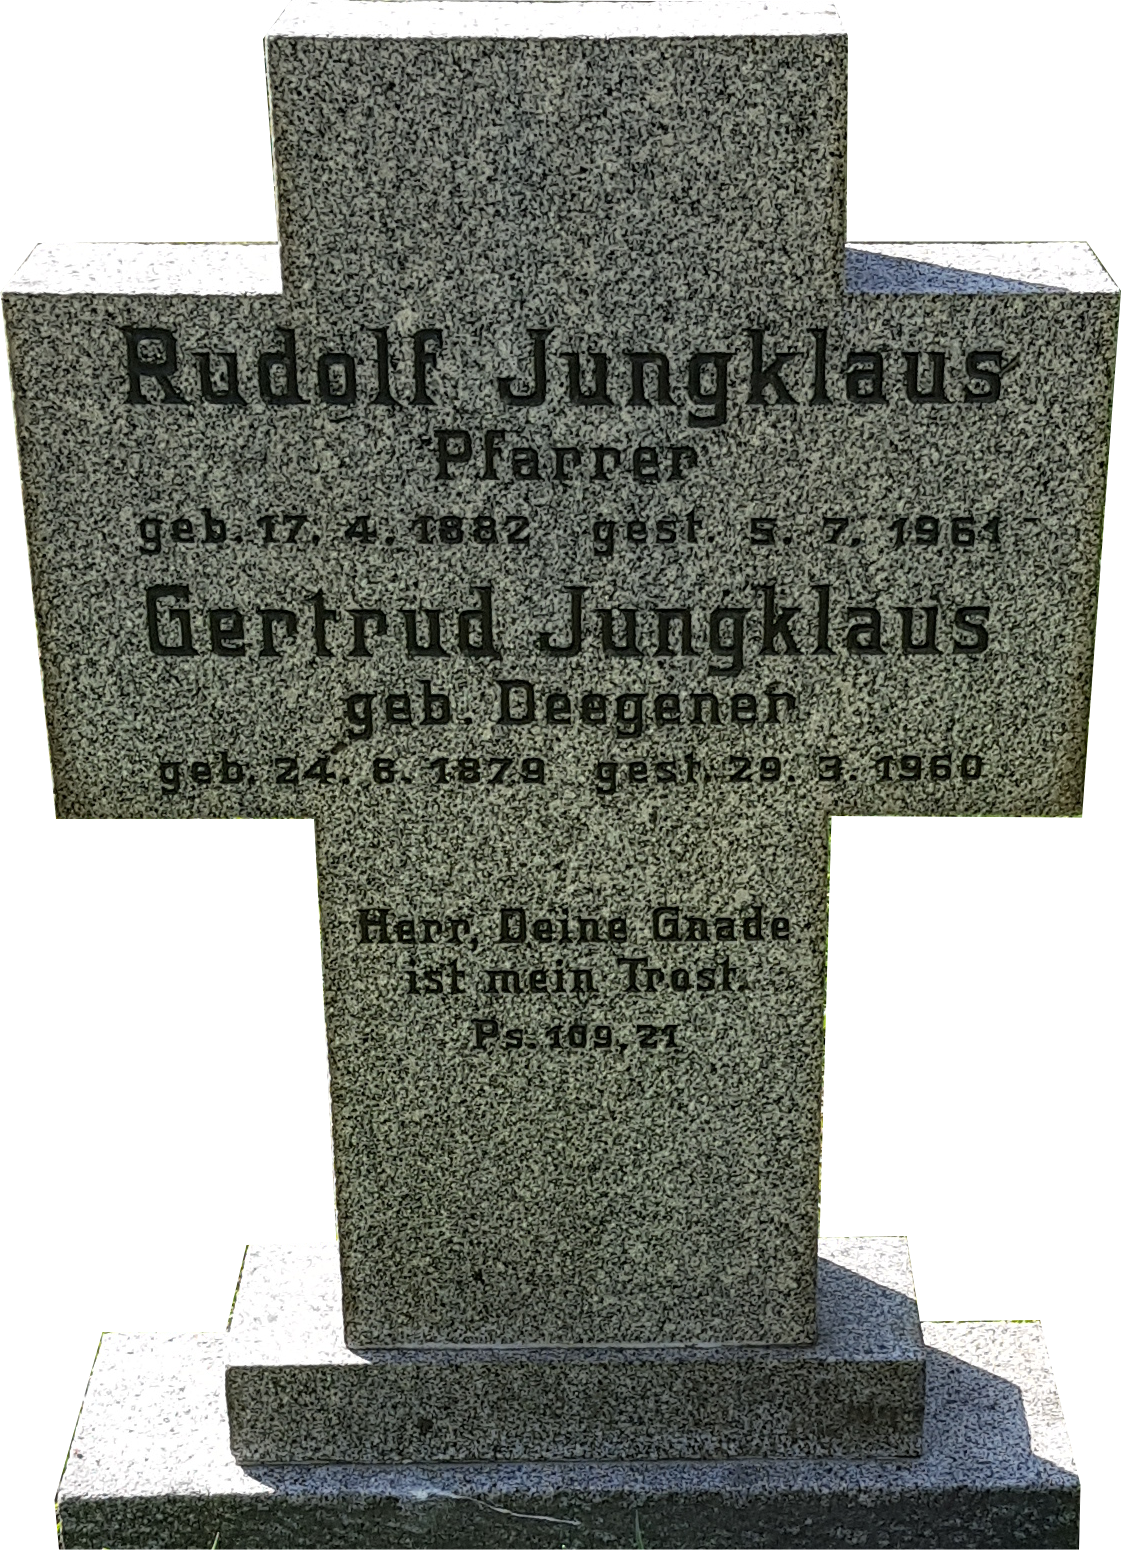 Rudolf Jungklaus
Pfarrer
geb. 17. 4. 1882 gest. 5. 7. 1961
Gertrud Jungklaus
geb. Deegener
geb. 24. 6. 1879 gest. 29. 3. 1960
Herr, Deine Gnade
ist mein Trost.
Ps. 109, 21